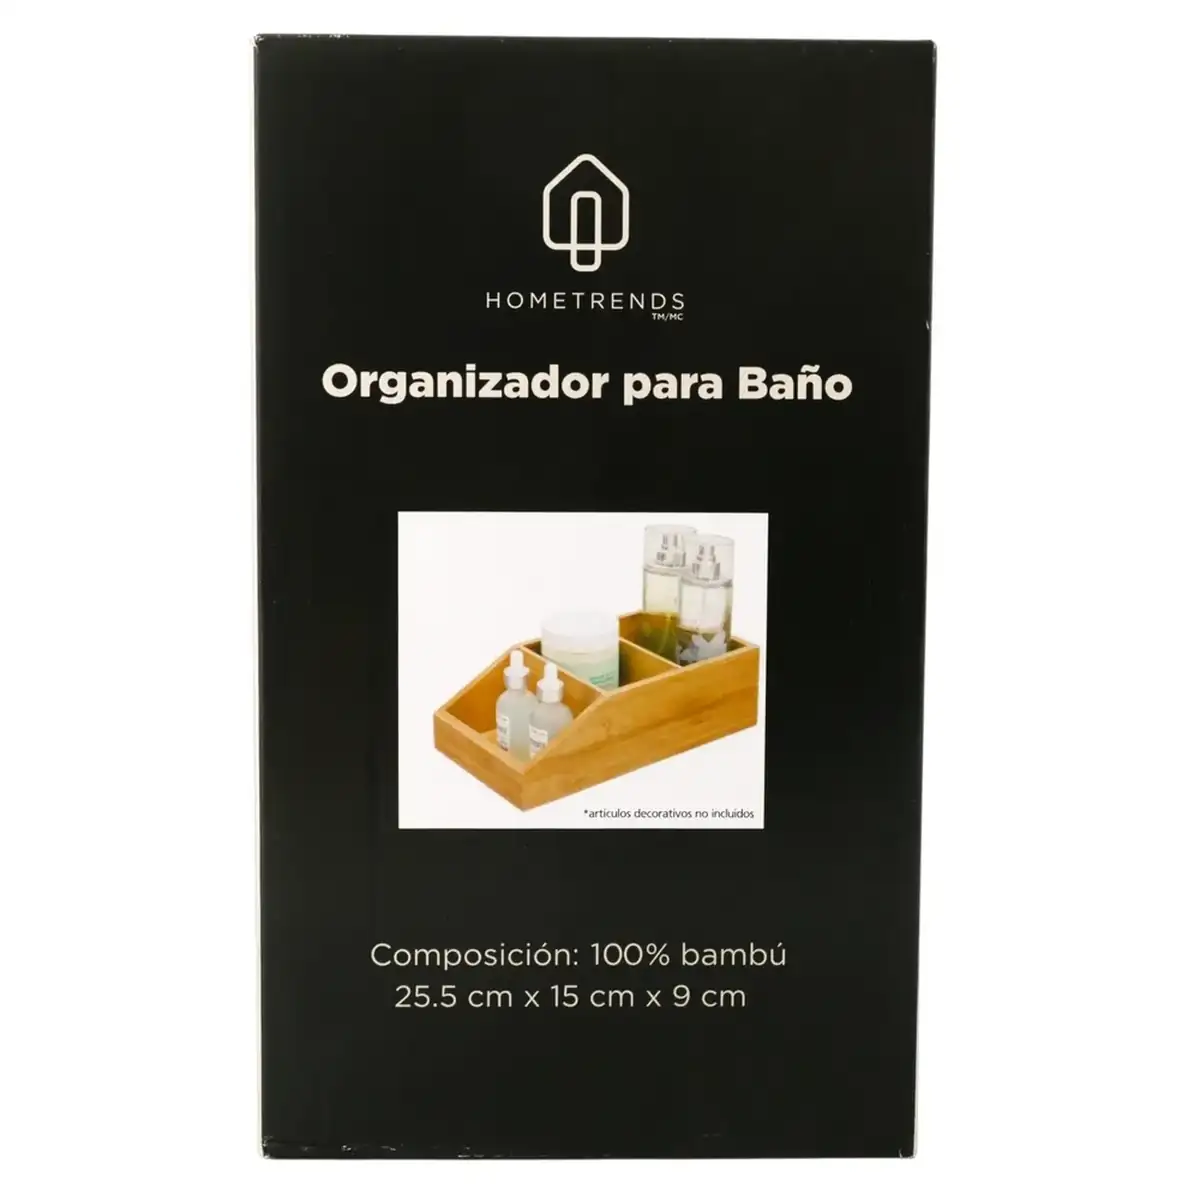 HOMETRENDS
TM/MC
Organizador para Baño
*artículos decorativos no incluidos
Composición: 100% bambú
25.5 cm x 15 cm x 9 cm